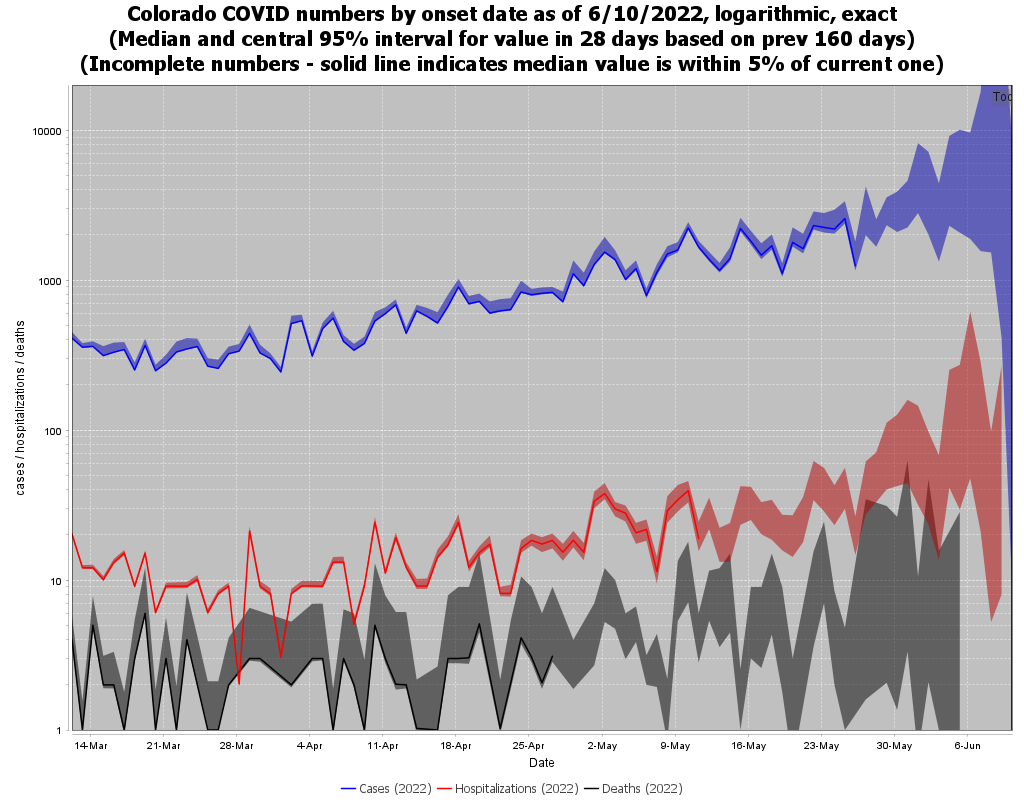 Colorado COVID numbers by onset date as of 6/10/2022, logarithmic, exact
(Median and central 95% interval for value in 28 days based on prev 160 days)
(Incomplete numbers - solid line indicates median value is within 5% of current one)
10000
1000
100
10
1
cases / hospitalizations / deaths
14-Mar 21-Mar 28-Mar 4-Apr 11-Apr 18-Apr 25-Apr 2-May 9-May 16-May 23-May 30-May 6-Jun
Date
Cases (2022) Hospitalizations (2022) Deaths (2022)